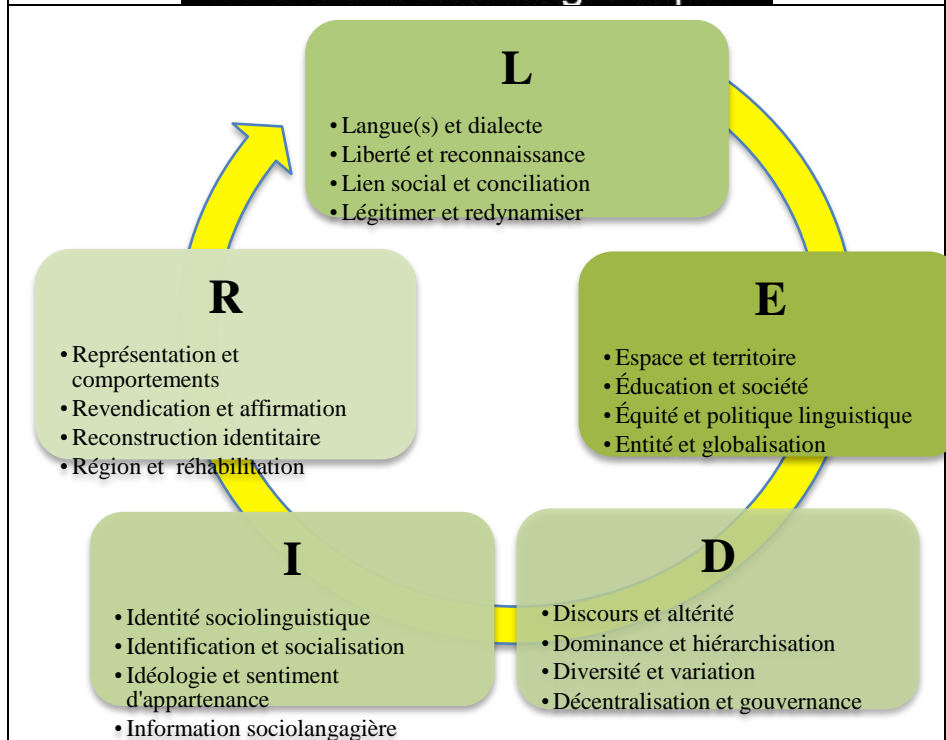 L
• Langue(s) et dialecte
• Liberté et reconnaissance
• Lien social et conciliation
• Légitimer et redynamiser
E
• Espace et territoire
• Éducation et société
• Équité et politique linguistique
• Entité et globalisation
D
• Discours et altérité
• Dominance et hiérarchisation
• Diversité et variation
• Décentralisation et gouvernance
I
• Identité sociolinguistique
• Identification et socialisation
• Idéologie et sentiment
d'appartenance
• Information sociolangagière
R
• Représentation et
comportements
• Revendication et affirmation
• Reconstruction identitaire
• Région et réhabilitation